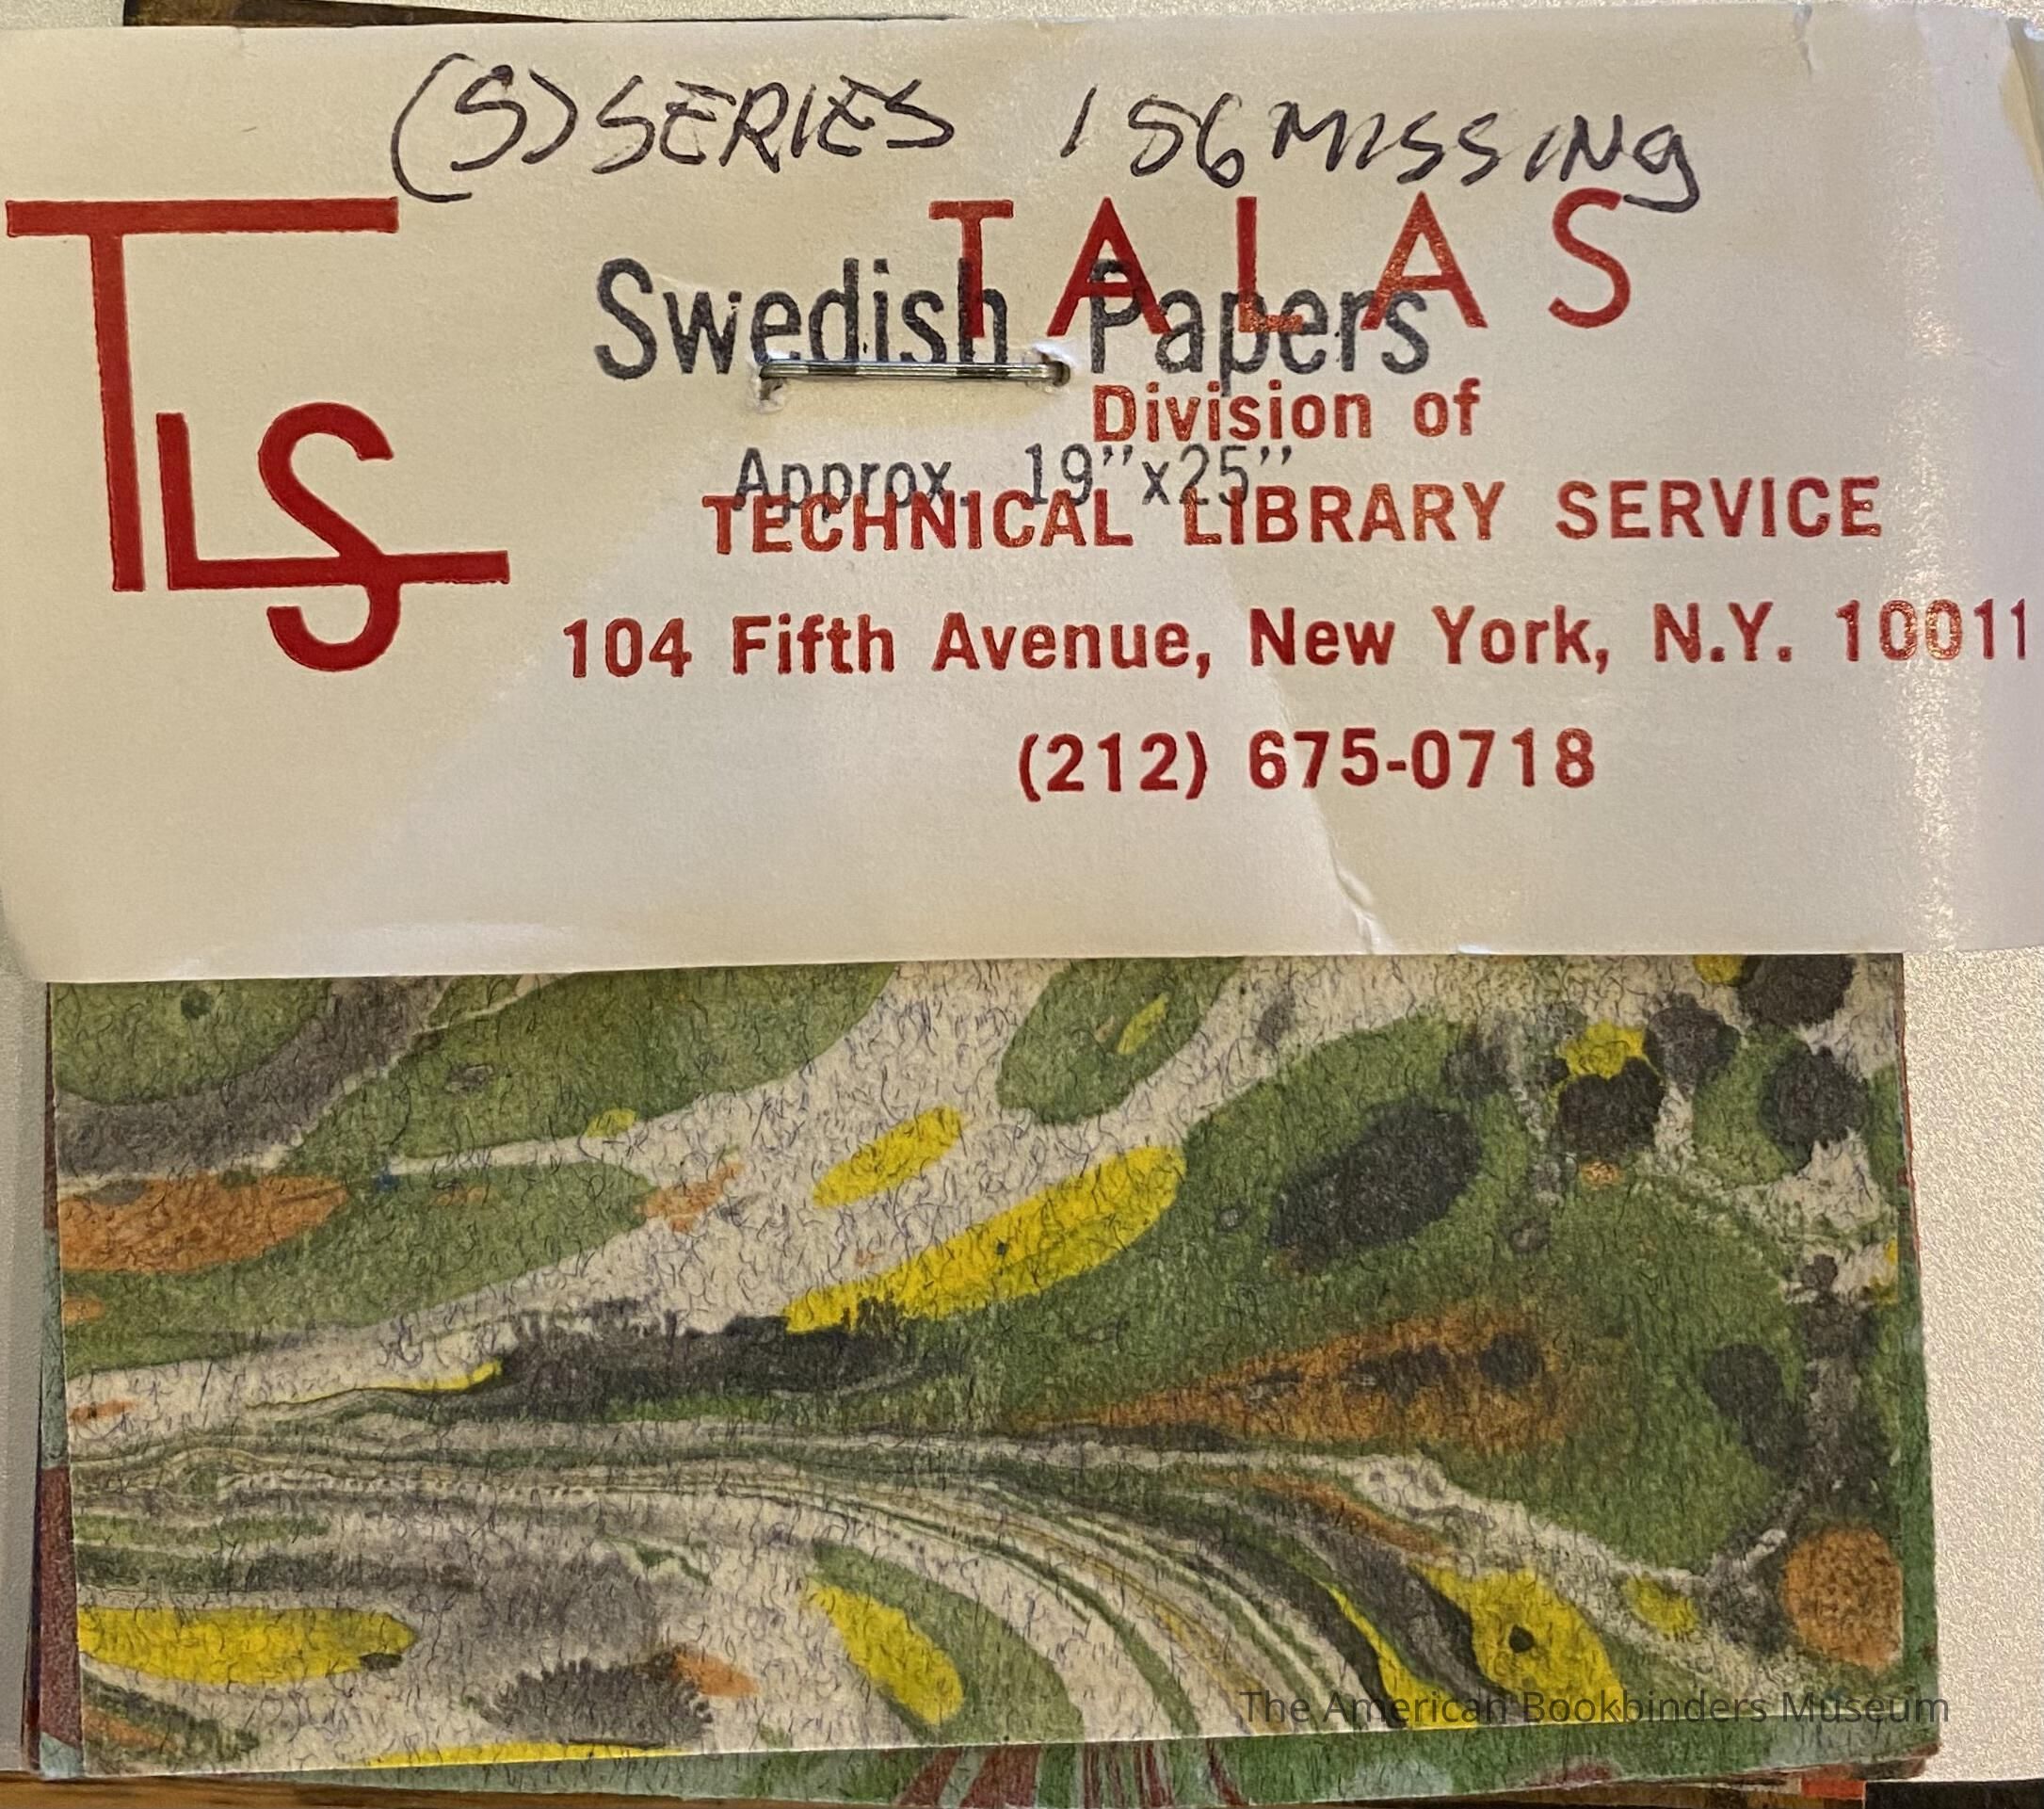 (S) SERIES 156 MISSING
TLS
TALAS
Swedish Papers
Division of
Approx. 19"x25"
TECHNICAL LIBRARY SERVICE
104 Fifth Avenue, New York, N.Y. 10011
(212) 675-0718
The American Bookbinders Museum